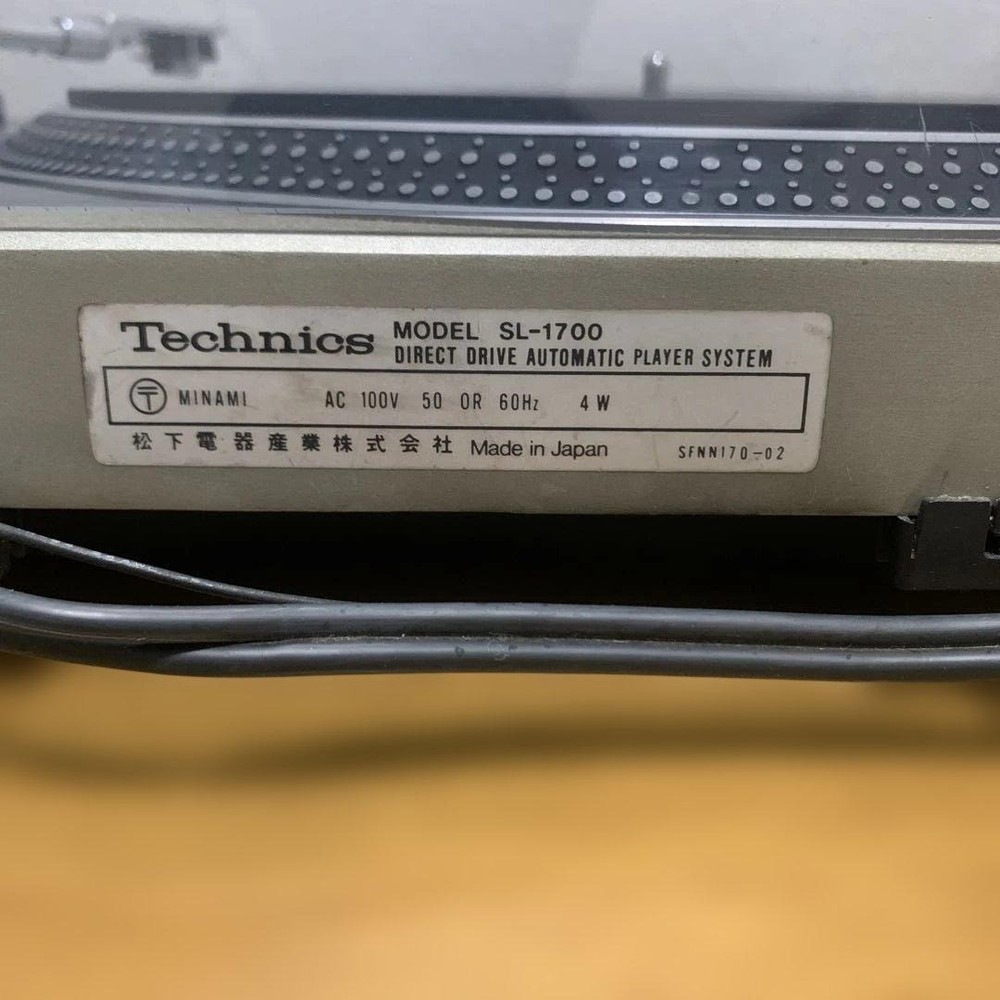 Technics MODEL SL-1700
DIRECT DRIVE AUTOMATIC PLAYER SYSTEM
〒 MINAMI AC 100V 50 OR 60Hz 4W
松下電器産業株式会社 Made in Japan SFNN170-02